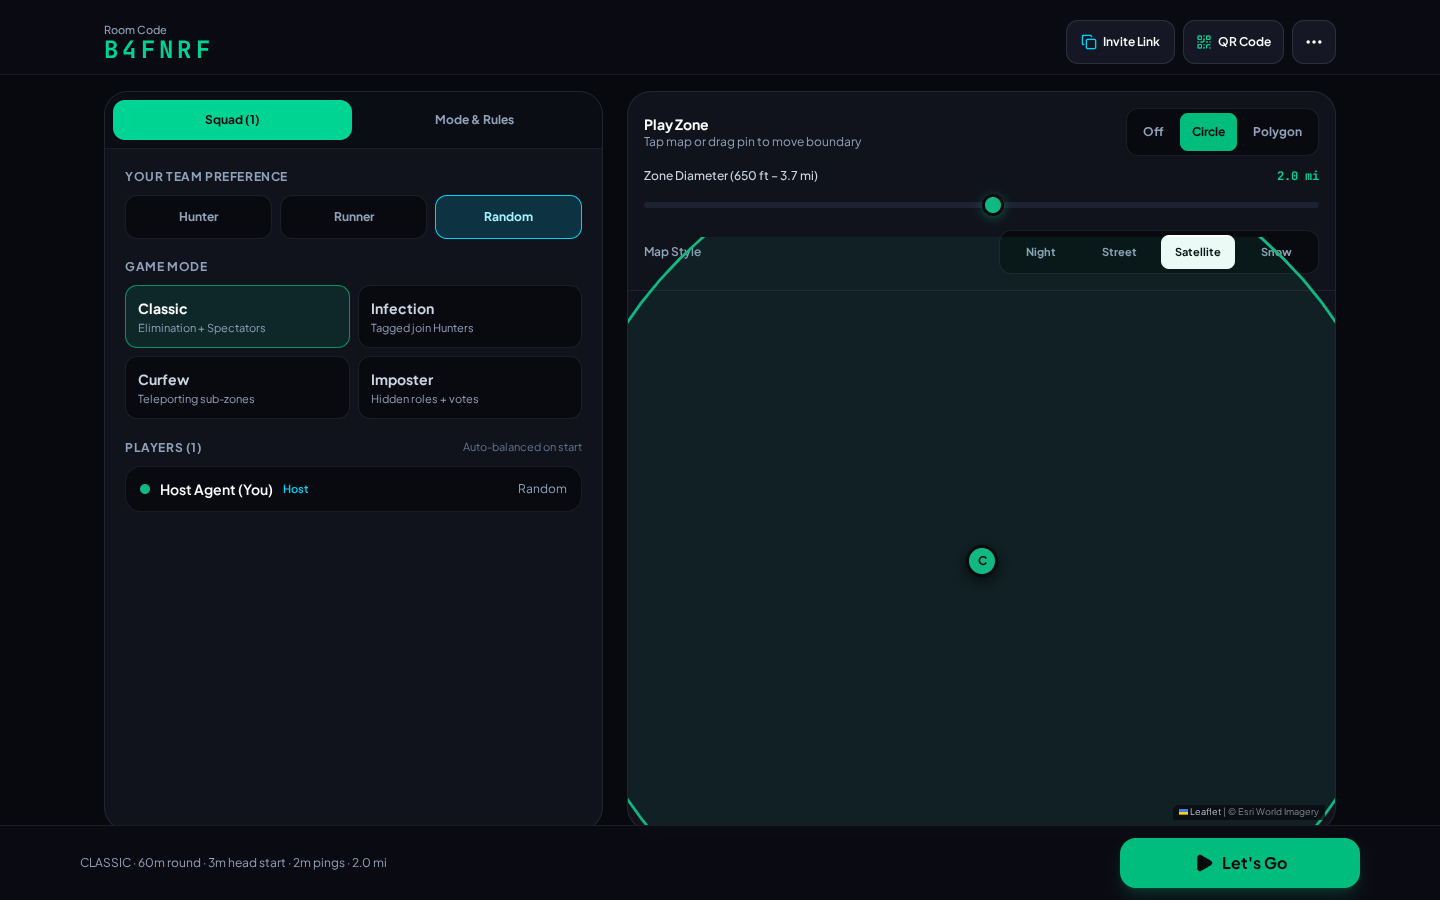 Room Code
B4FNRF
Invite Link
QR Code
Squad (1)
Mode & Rules
YOUR TEAM PREFERENCE
Hunter
Runner
Random
GAME MODE
Classic
Elimination + Spectators
Infection
Tagged join Hunters
Curfew
Teleporting sub-zones
Imposter
Hidden roles + votes
PLAYERS (1)
Auto-balanced on start
Host Agent (You)
Host
Random
Play Zone
Tap map or drag pin to move boundary
Off
Circle
Polygon
Zone Diameter (650 ft – 3.7 mi)
2.0 mi
Map Style
Night
Street
Satellite
Snow
C
Leaflet | © Esri World Imagery
CLASSIC · 60m round · 3m head start · 2m pings · 2.0 mi
Let's Go